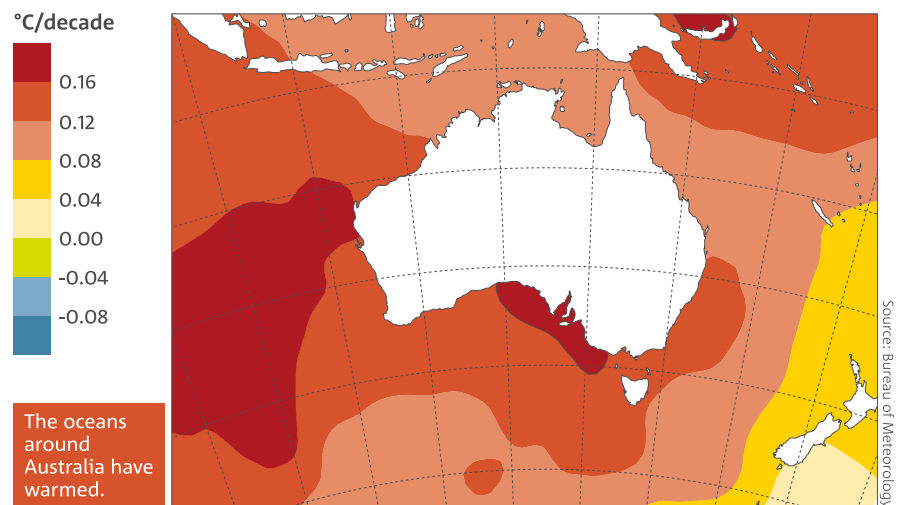 °C/decade
0.16
0.12
0.08
0.04
0.00
-0.04
-0.08
The oceans
around
Australia have
warmed.
Source: Bureau of Meteorology